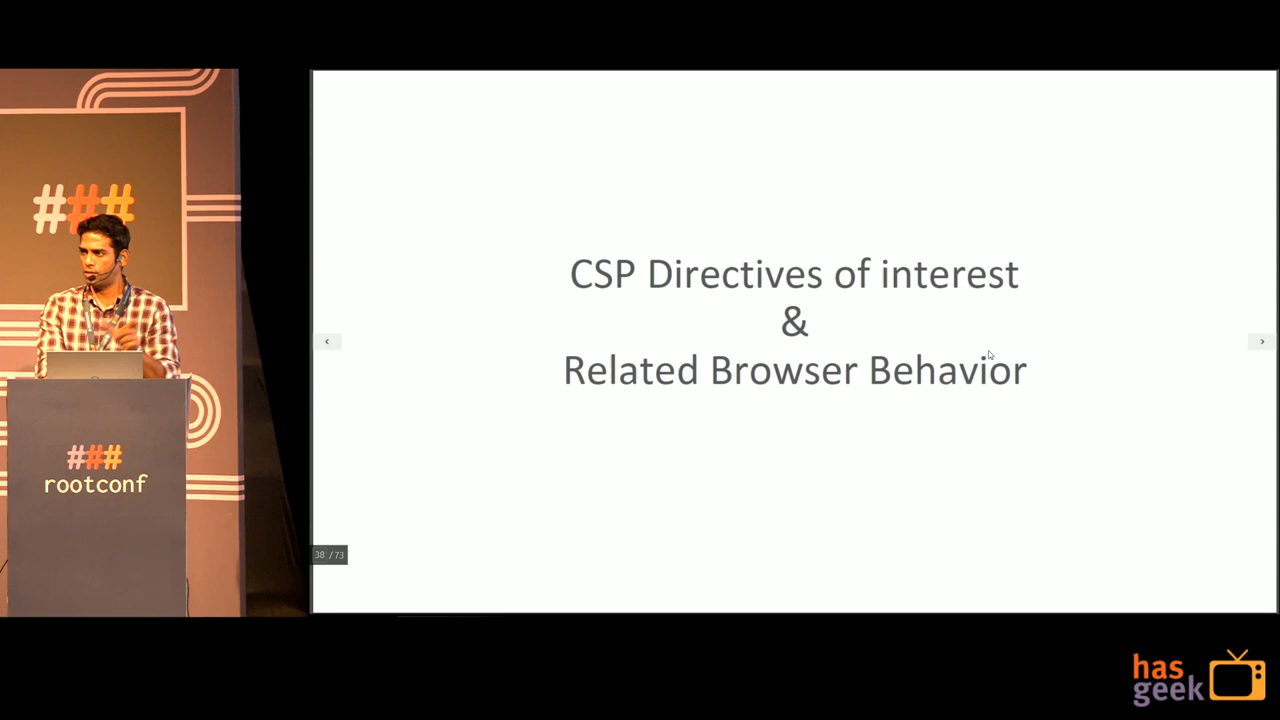 ###
###
rootconf
CSP Directives of interest
&
Related Browser Behavior
38 / 73
has
geek